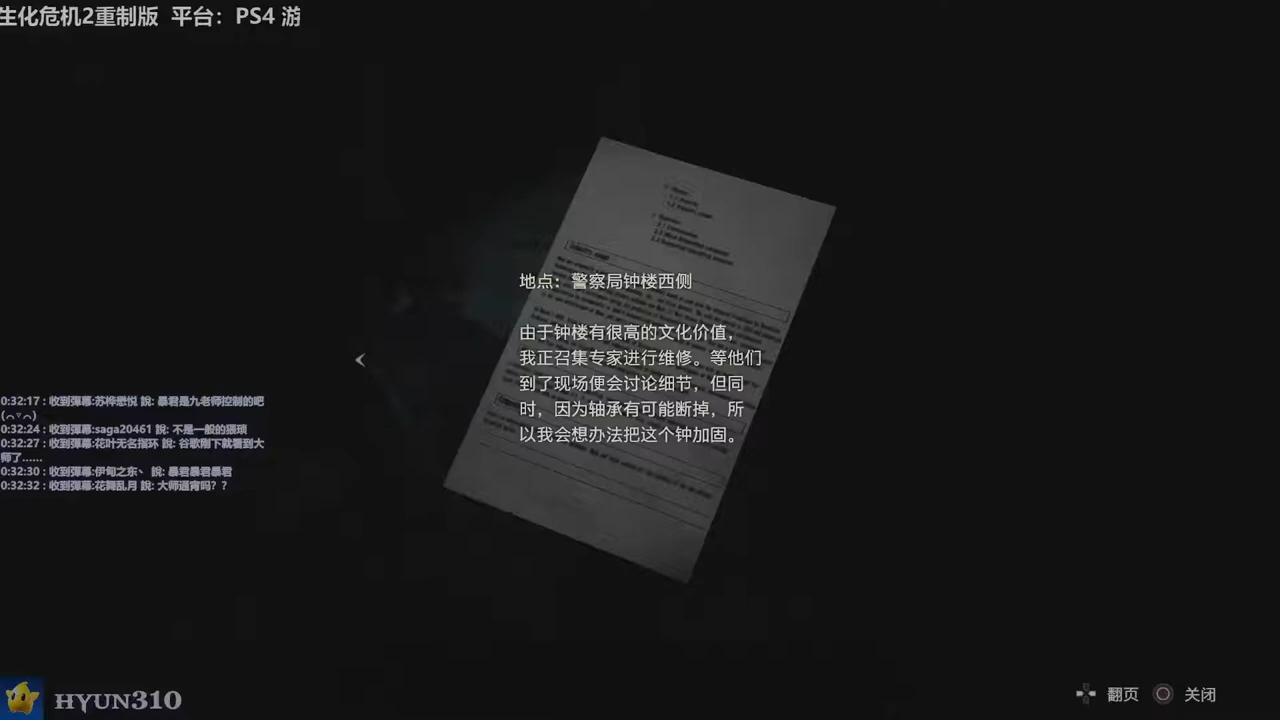 生化危机2重制版 平台：PS4 游
地点：警察局钟楼西侧
由于钟楼有很高的文化价值，
我正召集专家进行维修。等他们
到了现场便会讨论细节，但同
时，因为轴承有可能断掉，所
以我会想办法把这个钟加固。
0:32:17 : 收到彈幕:苏桦悲悦 說: 暴君是九老师控制的吧
(⌒▽⌒)
0:32:24 : 收到彈幕:saga20461 說: 不是一般的猥琐
0:32:27 : 收到彈幕:花叶无名指环 說: 谷歌刚下就看到大
师了......
0:32:30 : 收到彈幕:伊甸之东丶 說: 暴君暴君暴君
0:32:32 : 收到彈幕:花舞乱月 說: 大师通宵吗？？
HYUN310
翻页 关闭